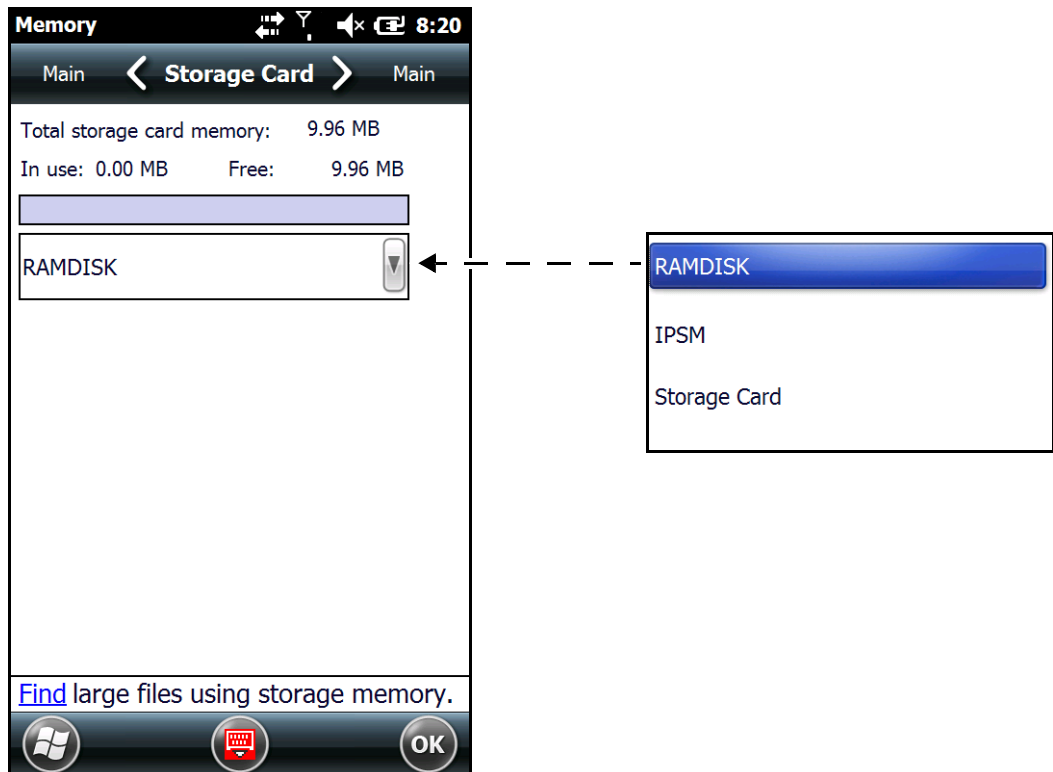 Memory 8:20
Main Storage Card Main
Total storage card memory: 9.96 MB
In use: 0.00 MB Free: 9.96 MB
RAMDISK
Find large files using storage memory.
OK
RAMDISK
IPSM
Storage Card